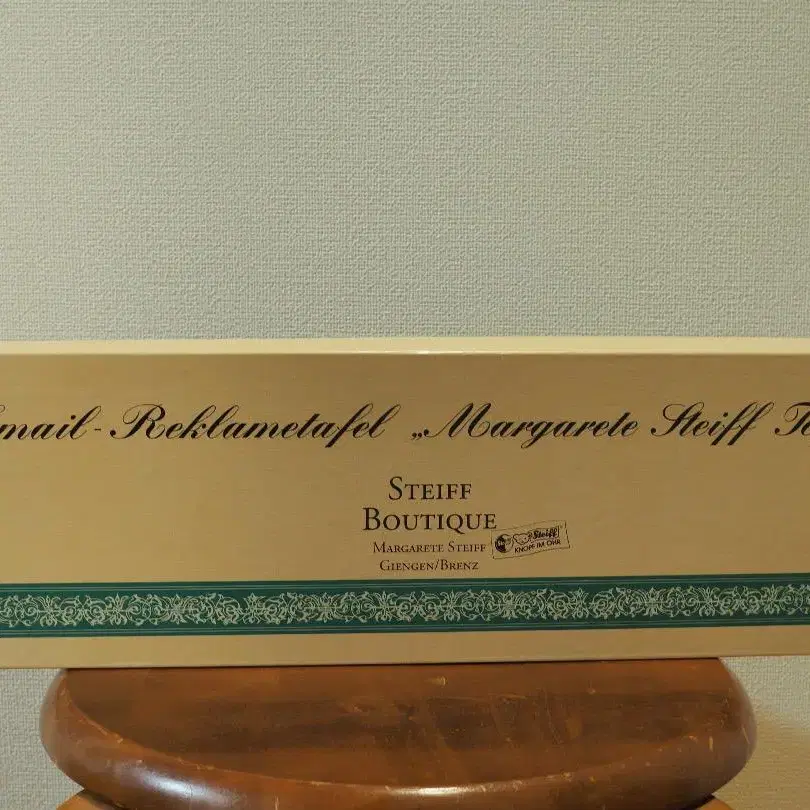 mail-Reklametafel „Margarete Steiff
STEIFF
BOUTIQUE
MARGARETE STEIFF
GIENGEN/BRENZ
Steiff
KNOPF IM OHR